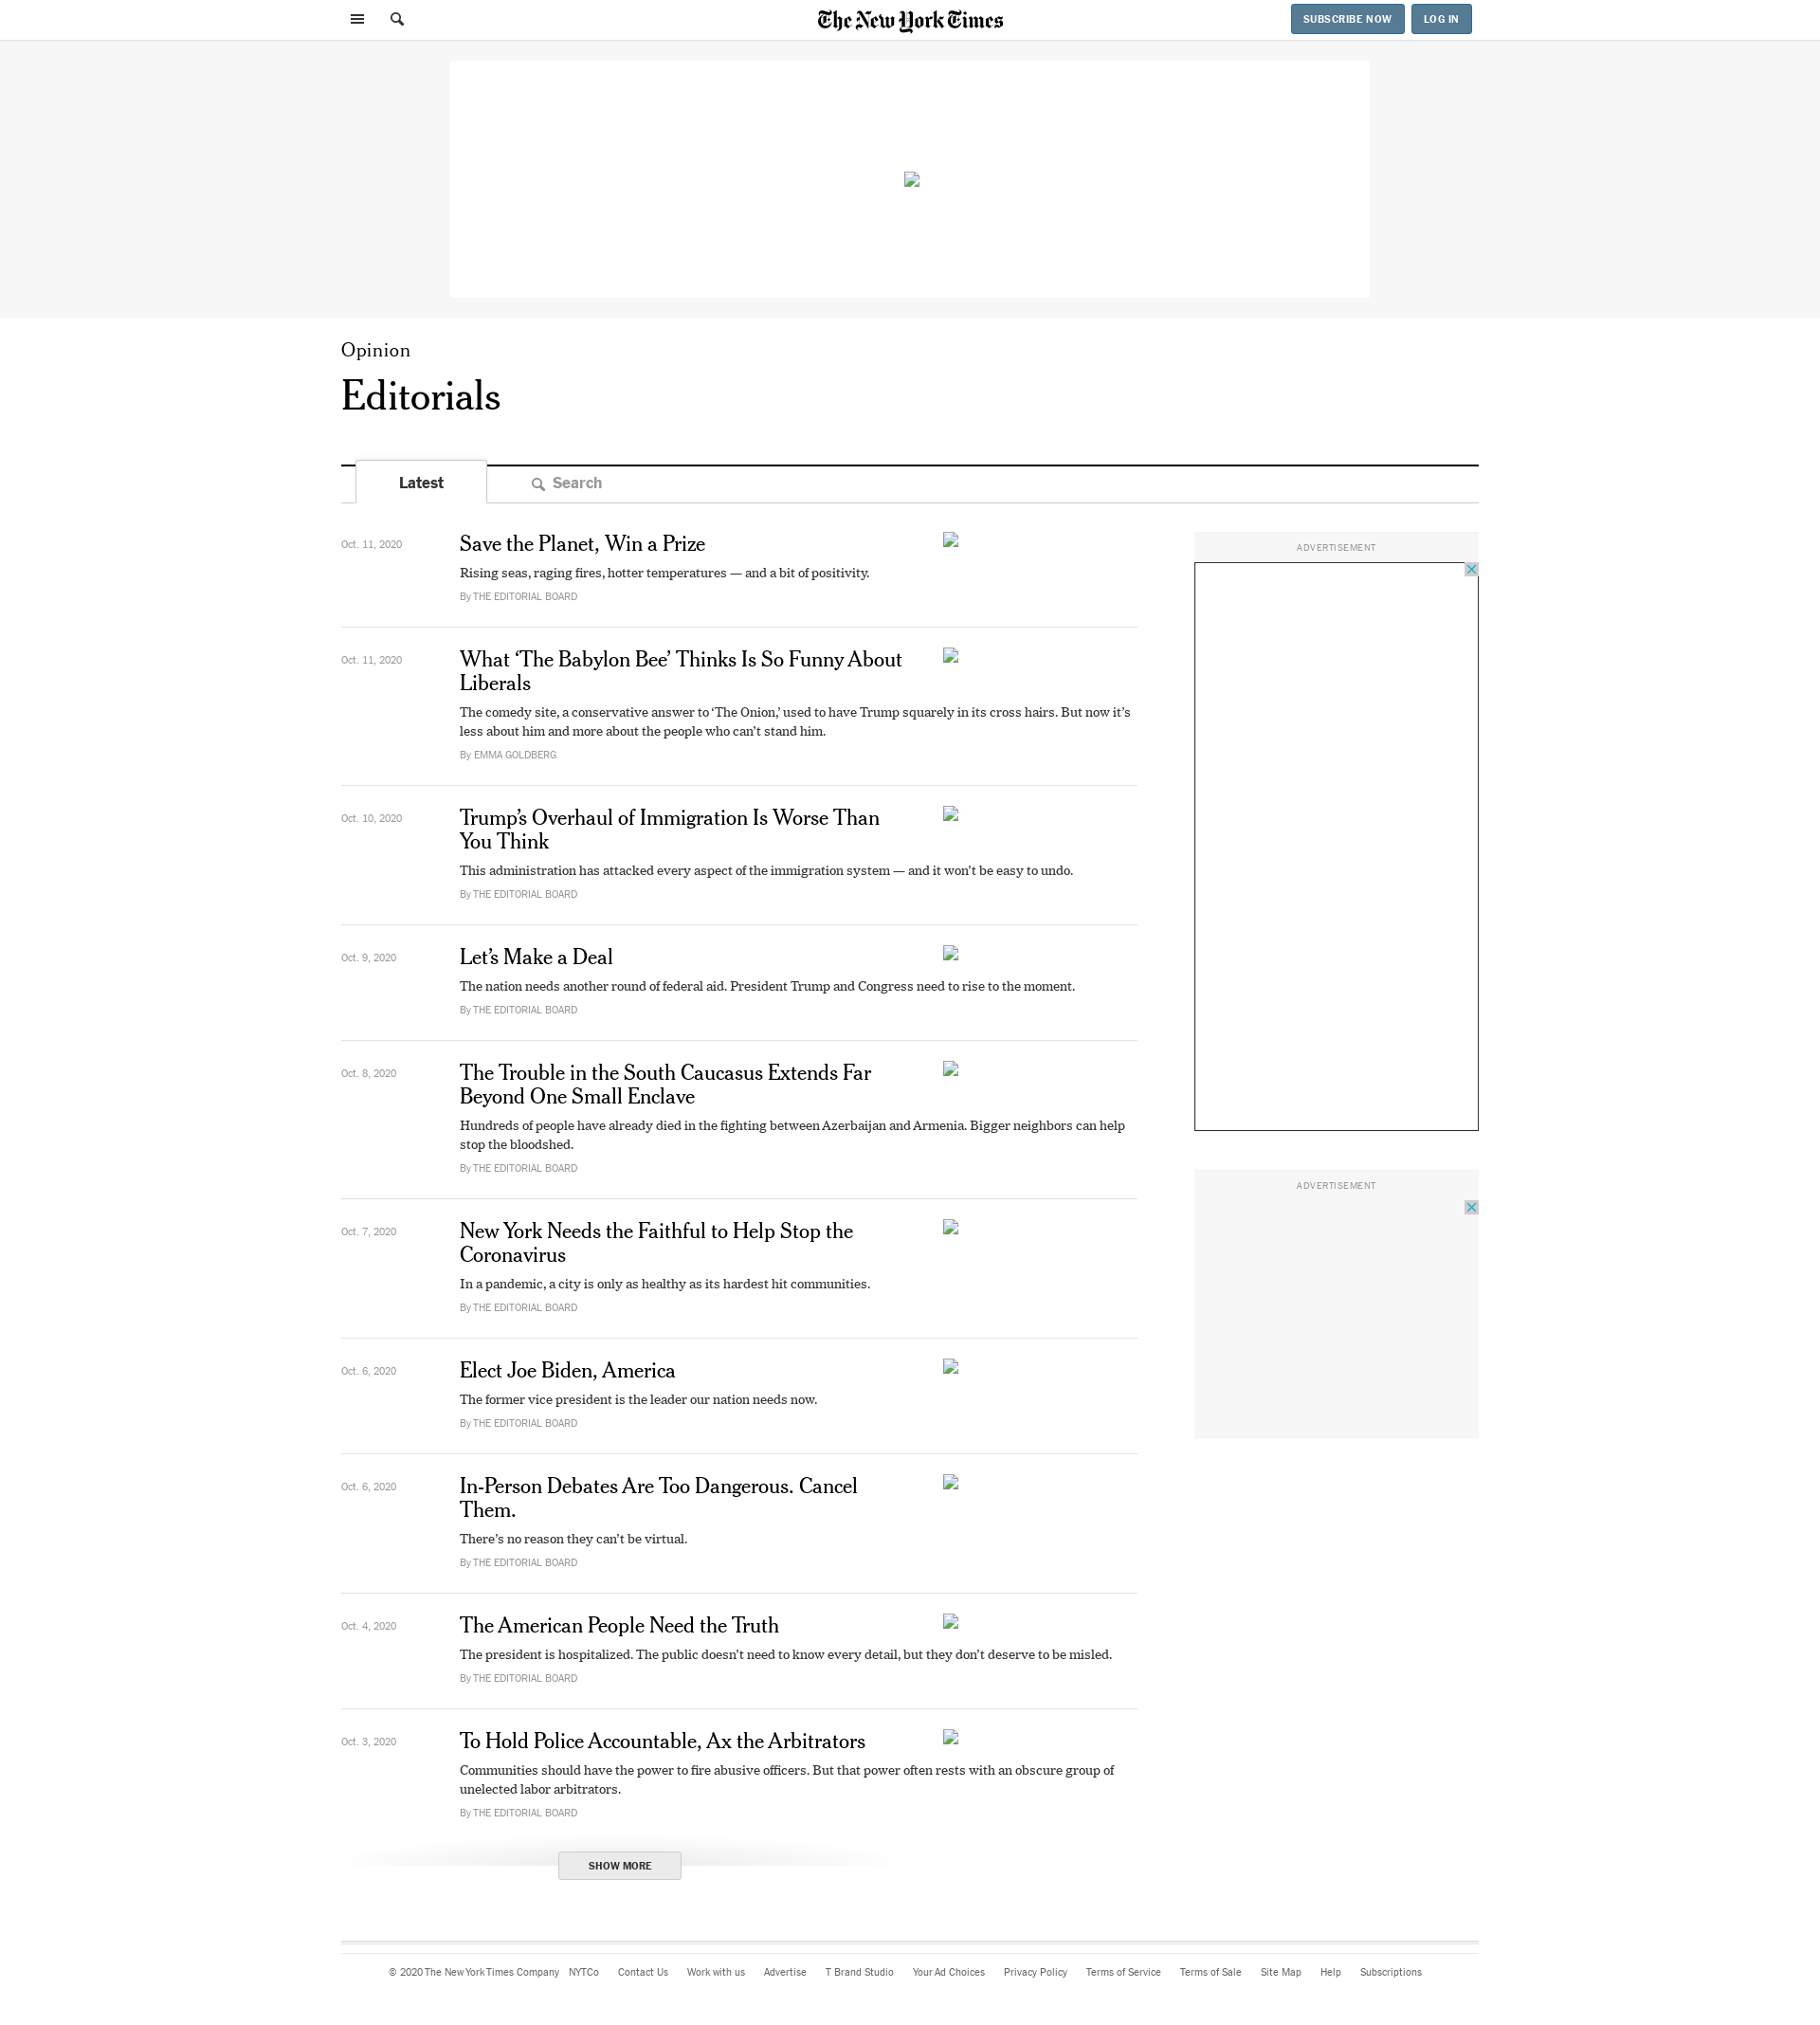 The New York Times
SUBSCRIBE NOW
LOG IN
Opinion
Editorials
Latest
Search
Oct. 11, 2020
Save the Planet, Win a Prize
Rising seas, raging fires, hotter temperatures — and a bit of positivity.
By THE EDITORIAL BOARD
Oct. 11, 2020
What ‘The Babylon Bee’ Thinks Is So Funny About
Liberals
The comedy site, a conservative answer to ‘The Onion,’ used to have Trump squarely in its cross hairs. But now it’s
less about him and more about the people who can’t stand him.
By EMMA GOLDBERG
Oct. 10, 2020
Trump’s Overhaul of Immigration Is Worse Than
You Think
This administration has attacked every aspect of the immigration system — and it won’t be easy to undo.
By THE EDITORIAL BOARD
Oct. 9, 2020
Let’s Make a Deal
The nation needs another round of federal aid. President Trump and Congress need to rise to the moment.
By THE EDITORIAL BOARD
Oct. 8, 2020
The Trouble in the South Caucasus Extends Far
Beyond One Small Enclave
Hundreds of people have already died in the fighting between Azerbaijan and Armenia. Bigger neighbors can help
stop the bloodshed.
By THE EDITORIAL BOARD
Oct. 7, 2020
New York Needs the Faithful to Help Stop the
Coronavirus
In a pandemic, a city is only as healthy as its hardest hit communities.
By THE EDITORIAL BOARD
Oct. 6, 2020
Elect Joe Biden, America
The former vice president is the leader our nation needs now.
By THE EDITORIAL BOARD
Oct. 6, 2020
In-Person Debates Are Too Dangerous. Cancel
Them.
There’s no reason they can’t be virtual.
By THE EDITORIAL BOARD
Oct. 4, 2020
The American People Need the Truth
The president is hospitalized. The public doesn’t need to know every detail, but they don’t deserve to be misled.
By THE EDITORIAL BOARD
Oct. 3, 2020
To Hold Police Accountable, Ax the Arbitrators
Communities should have the power to fire abusive officers. But that power often rests with an obscure group of
unelected labor arbitrators.
By THE EDITORIAL BOARD
SHOW MORE
ADVERTISEMENT
ADVERTISEMENT
© 2020 The New York Times Company NYTCo Contact Us Work with us Advertise T Brand Studio Your Ad Choices Privacy Policy Terms of Service Terms of Sale Site Map Help Subscriptions